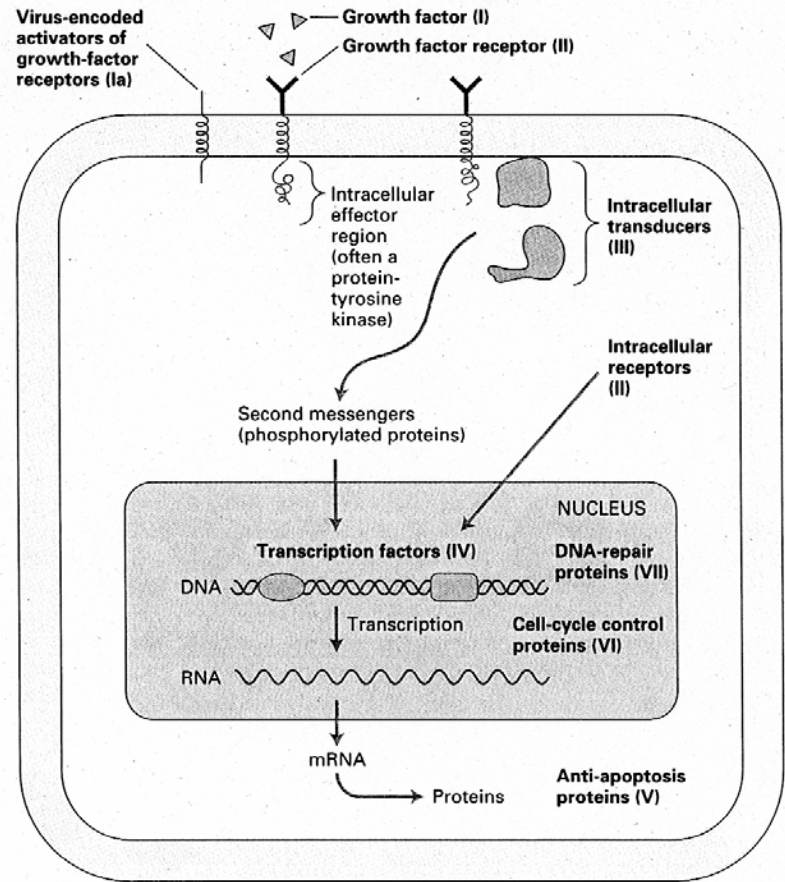 Virus-encoded
activators of
growth-factor
receptors (Ia)
Growth factor (I)
Growth factor receptor (II)
Intracellular
effector
region
(often a
protein-
tyrosine
kinase)
Intracellular
transducers
(III)
Intracellular
receptors
(II)
Second messengers
(phosphorylated proteins)
NUCLEUS
Transcription factors (IV)
DNA-repair
proteins (VII)
DNA
Transcription
Cell-cycle control
proteins (VI)
RNA
mRNA
Proteins
Anti-apoptosis
proteins (V)